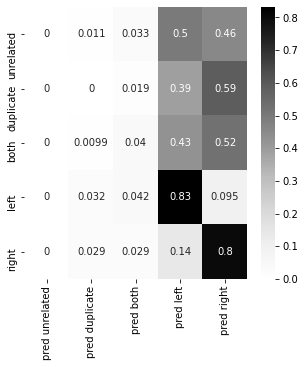 unrelated 0 0.011 0.033 0.5 0.46
duplicate 0 0 0.019 0.39 0.59
both 0 0.0099 0.04 0.43 0.52
left 0 0.032 0.042 0.83 0.095
right 0 0.029 0.029 0.14 0.8
pred unrelated
pred duplicate
pred both
pred left
pred right
0.8
0.7
0.6
0.5
0.4
0.3
0.2
0.1
0.0